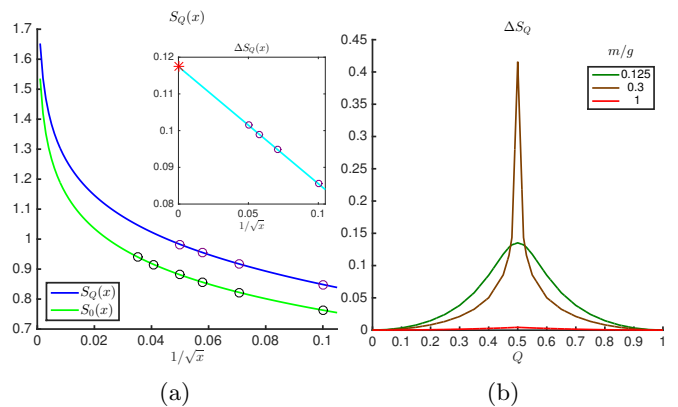 S_Q(x)
1.7
1.6
1.5
1.4
1.3
1.2
1.1
1
0.9
0.8
0.7
0 0.02 0.04 0.06 0.08 0.1
1/√x
S_Q(x)
S_0(x)
ΔS_Q(x)
0.12
0.11
0.1
0.09
0.08
0 0.05 0.1
1/√x
(a)
ΔS_Q
0.45
0.4
0.35
0.3
0.25
0.2
0.15
0.1
0.05
0
0 0.1 0.2 0.3 0.4 0.5 0.6 0.7 0.8 0.9 1
Q
m/g
0.125
0.3
1
(b)